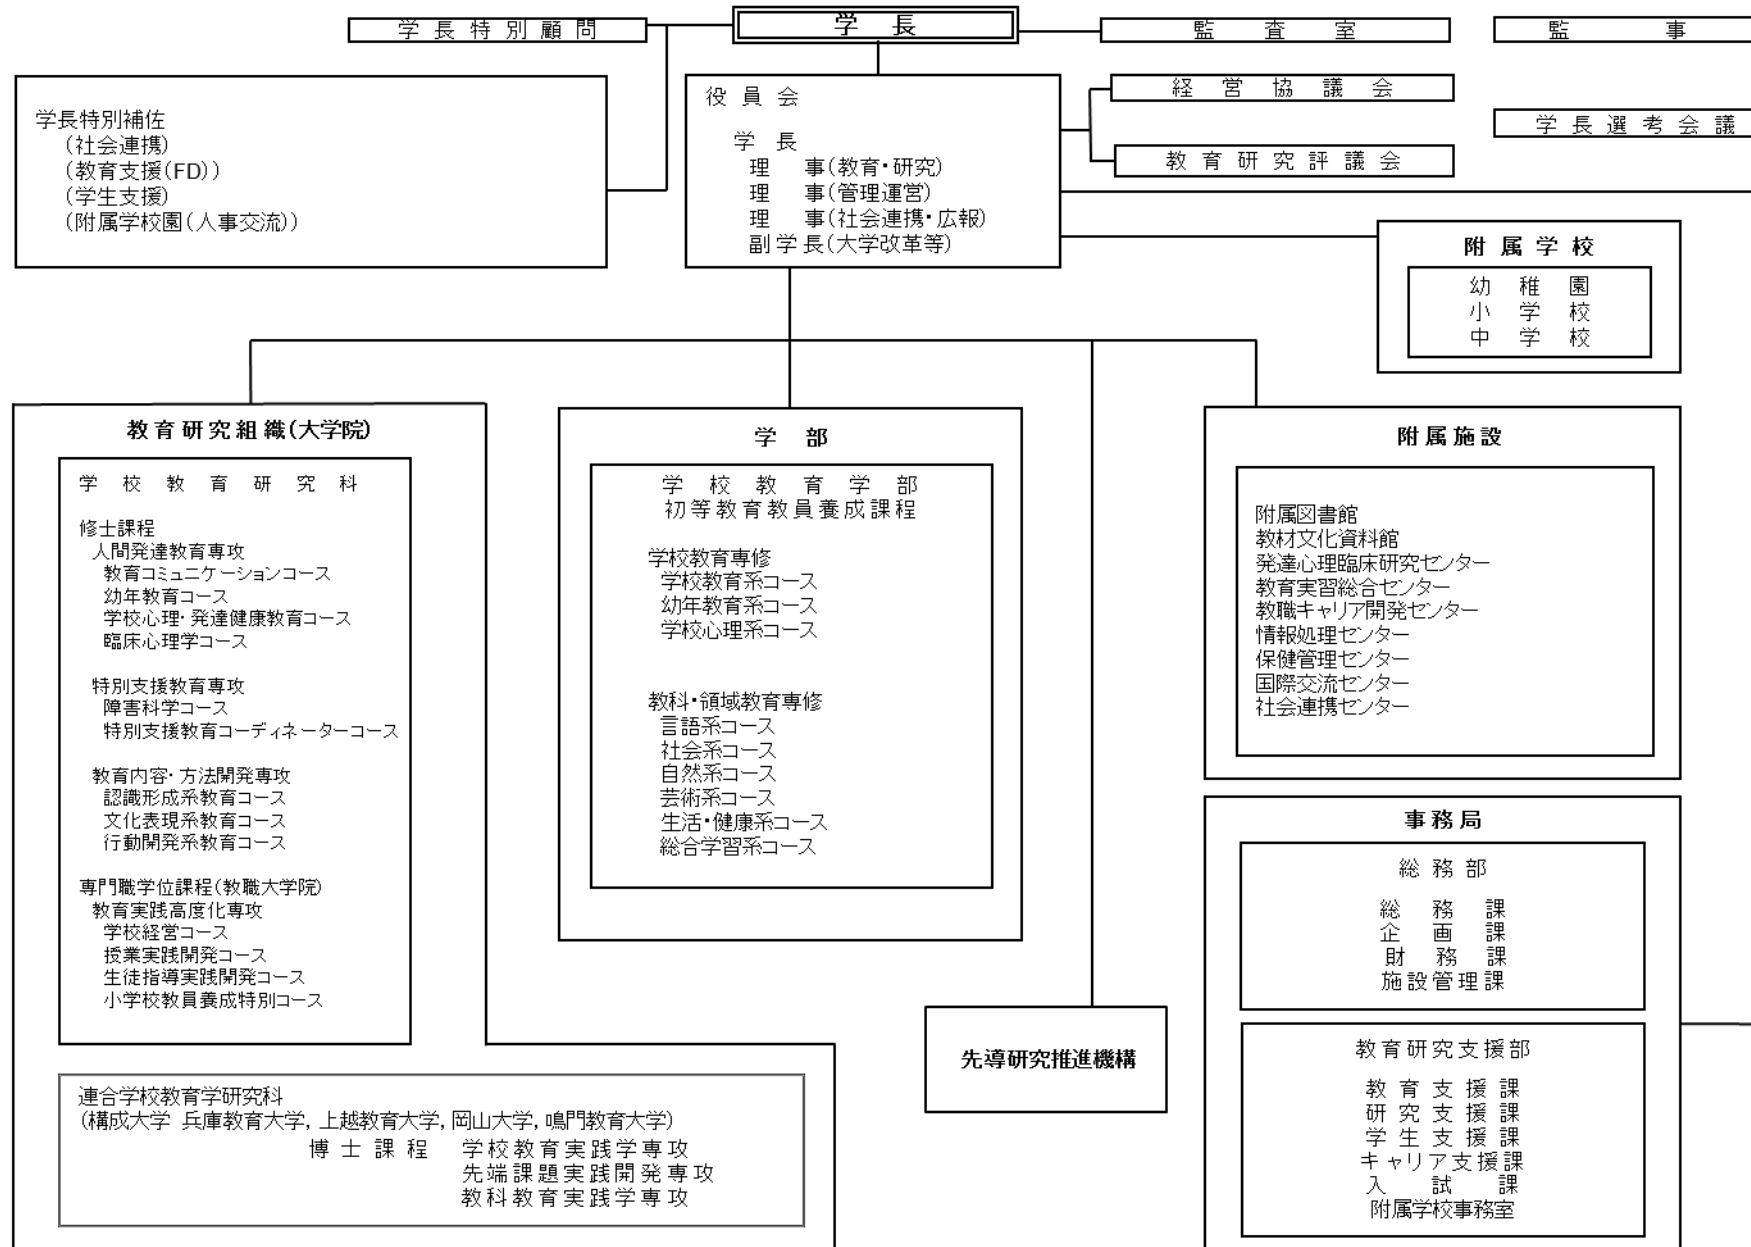 学長特別顧問
学長
監査室
監事
学長特別補佐
(社会連携)
(教育支援(FD))
(学生支援)
(附属学校園(人事交流))
役員会
学長
理事(教育・研究)
理事(管理運営)
理事(社会連携・広報)
副学長(大学改革等)
経営協議会
教育研究評議会
学長選考会議
附属学校
幼稚園
小学校
中学校
教育研究組織(大学院)
学校教育研究科
修士課程
人間発達教育専攻
教育コミュニケーションコース
幼年教育コース
学校心理・発達健康教育コース
臨床心理学コース
特別支援教育専攻
障害科学コース
特別支援教育コーディネーターコース
教育内容・方法開発専攻
認識形成系教育コース
文化表現系教育コース
行動開発系教育コース
専門職学位課程(教職大学院)
教育実践高度化専攻
学校経営コース
授業実践開発コース
生徒指導実践開発コース
小学校教員養成特別コース
連合学校教育学研究科
(構成大学 兵庫教育大学, 上越教育大学, 岡山大学, 鳴門教育大学)
博士課程 学校教育実践学専攻
先端課題実践開発専攻
教科教育実践学専攻
学部
学校教育学部
初等教育教員養成課程
学校教育専修
学校教育系コース
幼年教育系コース
学校心理系コース
教科・領域教育専修
言語系コース
社会系コース
自然系コース
芸術系コース
生活・健康系コース
総合学習系コース
先導研究推進機構
附属施設
附属図書館
教材文化資料館
発達心理臨床研究センター
教育実習総合センター
教職キャリア開発センター
情報処理センター
保健管理センター
国際交流センター
社会連携センター
事務局
総務部
総務課
企画課
財務課
施設管理課
教育研究支援部
教育支援課
研究支援課
学生支援課
キャリア支援課
入試課
附属学校事務室